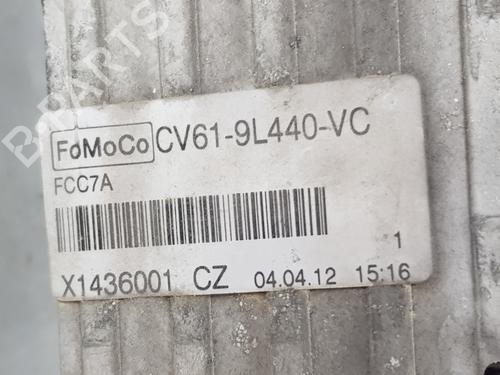 B-PARTS
FoMoCo CV61-9L440-VC
FCC7A
1
X1436001 CZ 04.04.12 15:16